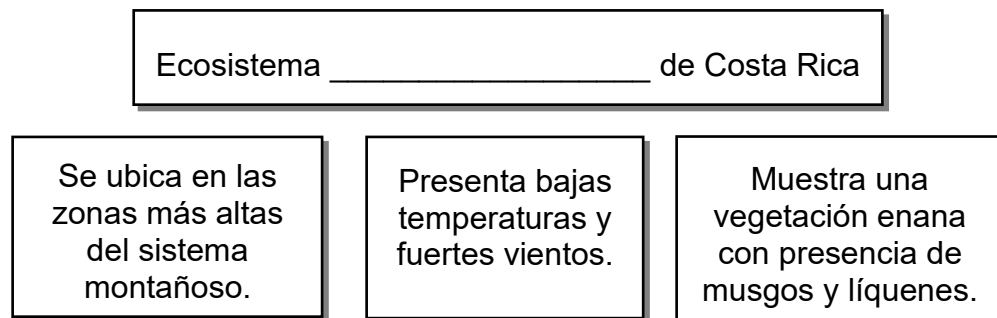 Ecosistema __________________ de Costa Rica
Se ubica en las
zonas más altas
del sistema
montañoso.
Presenta bajas
temperaturas y
fuertes vientos.
Muestra una
vegetación enana
con presencia de
musgos y líquenes.